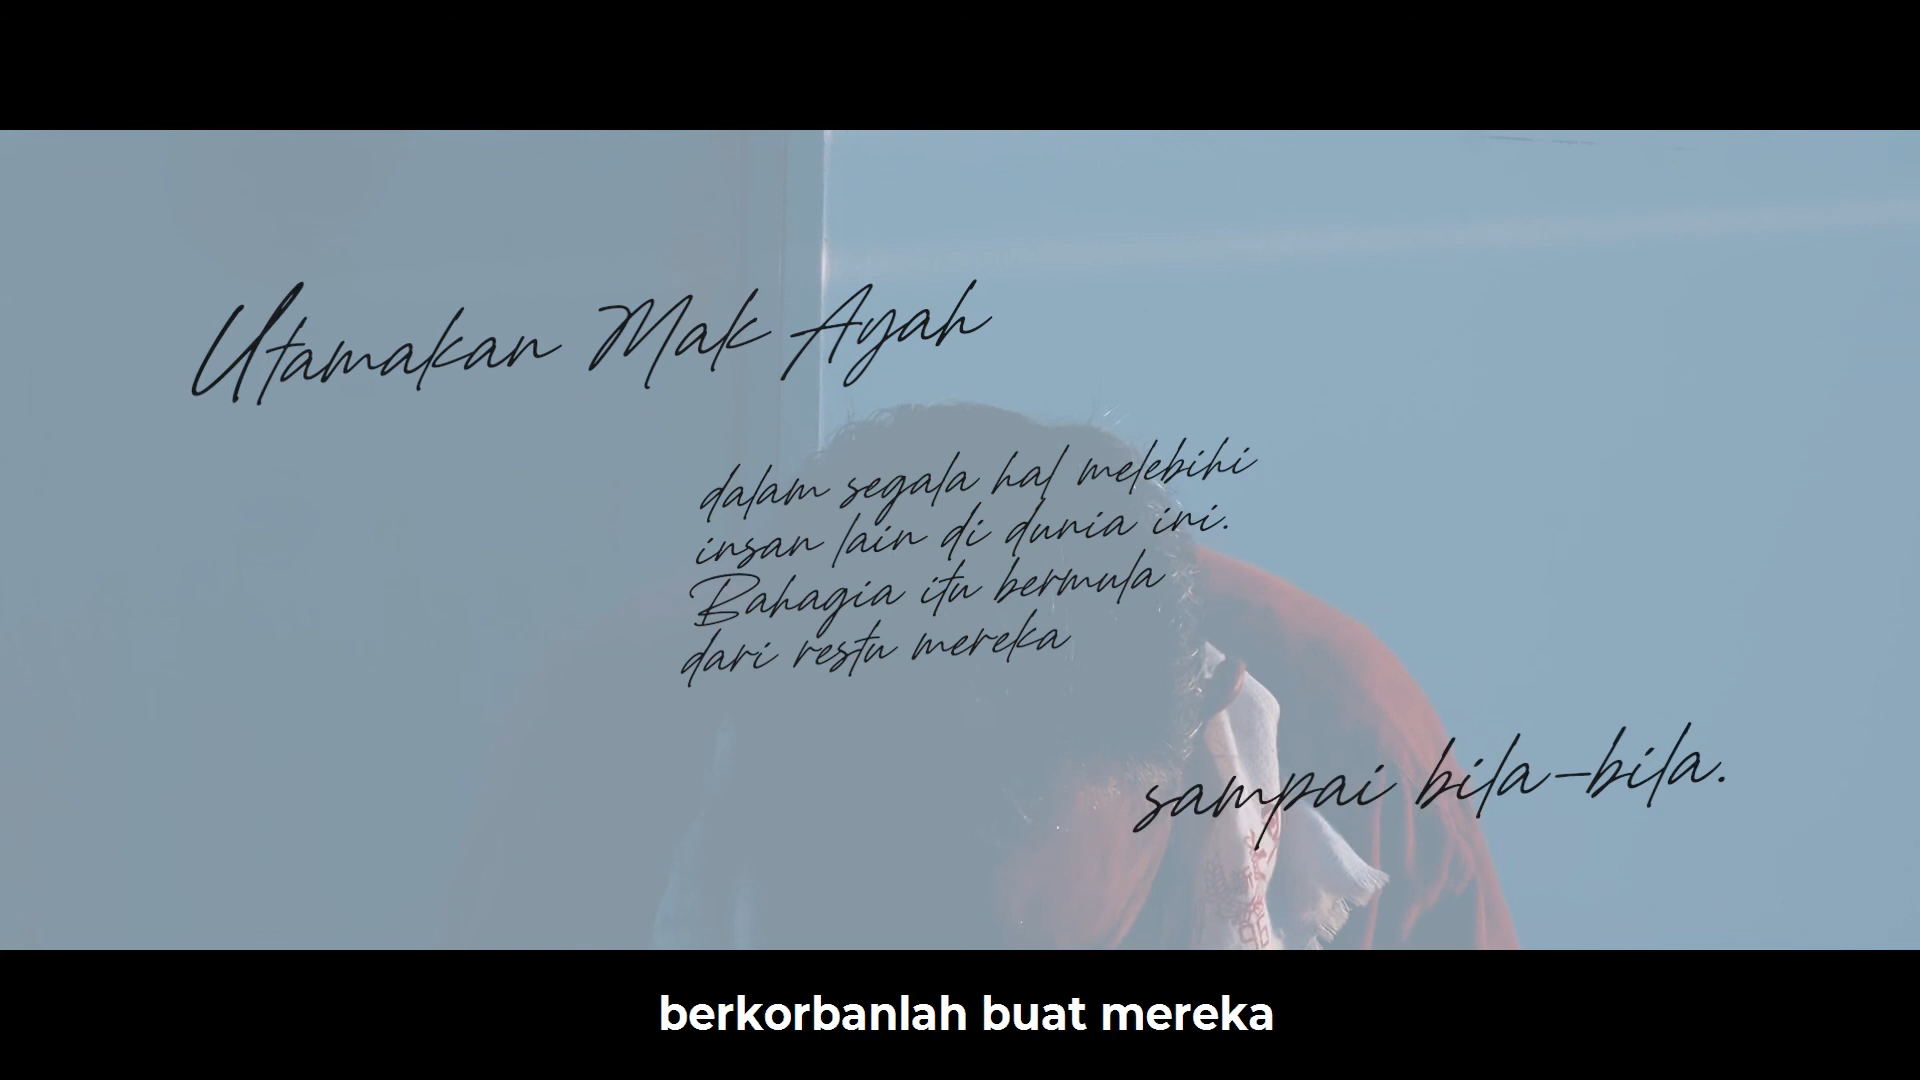 Utamakan Mak Ayah
dalam segala hal melebihi
insan lain di dunia ini.
Bahagia itu bermula
dari restu mereka
sampai bila-bila.
berkorbanlah buat mereka